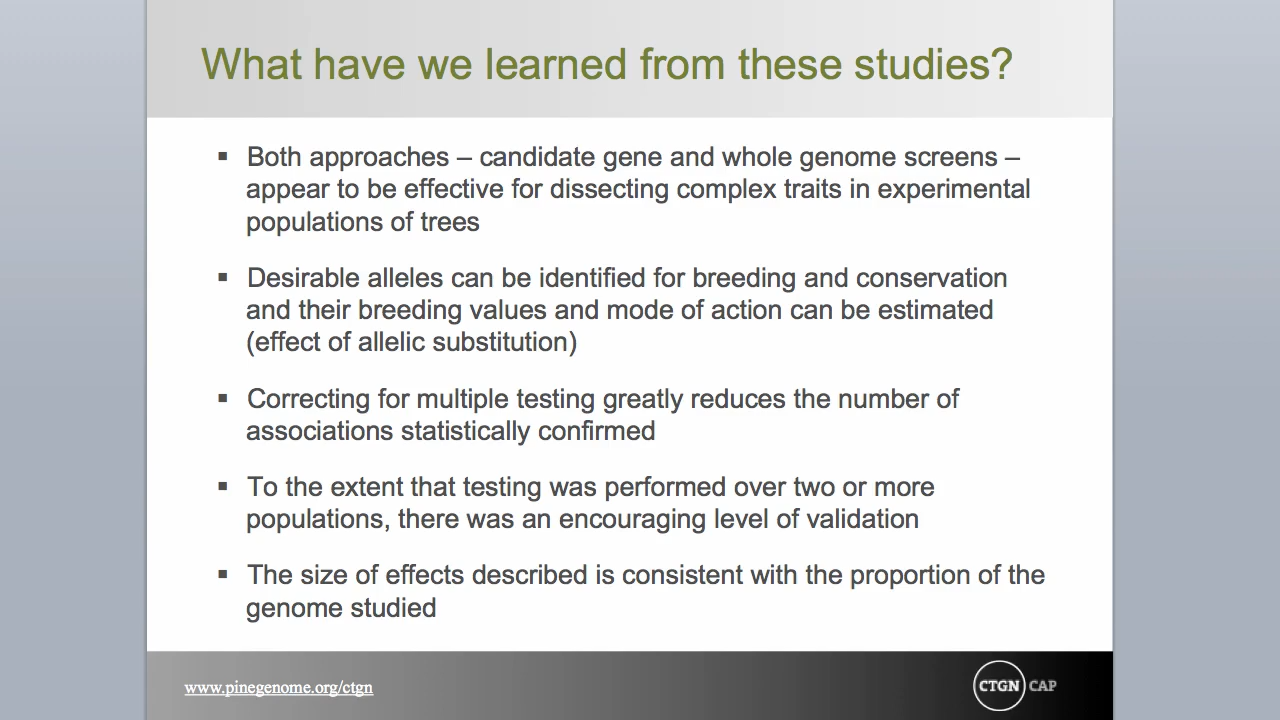 What have we learned from these studies?
▪ Both approaches – candidate gene and whole genome screens –
appear to be effective for dissecting complex traits in experimental
populations of trees
▪ Desirable alleles can be identified for breeding and conservation
and their breeding values and mode of action can be estimated
(effect of allelic substitution)
▪ Correcting for multiple testing greatly reduces the number of
associations statistically confirmed
▪ To the extent that testing was performed over two or more
populations, there was an encouraging level of validation
▪ The size of effects described is consistent with the proportion of the
genome studied
www.pinegenome.org/ctgn
CTGN CAP